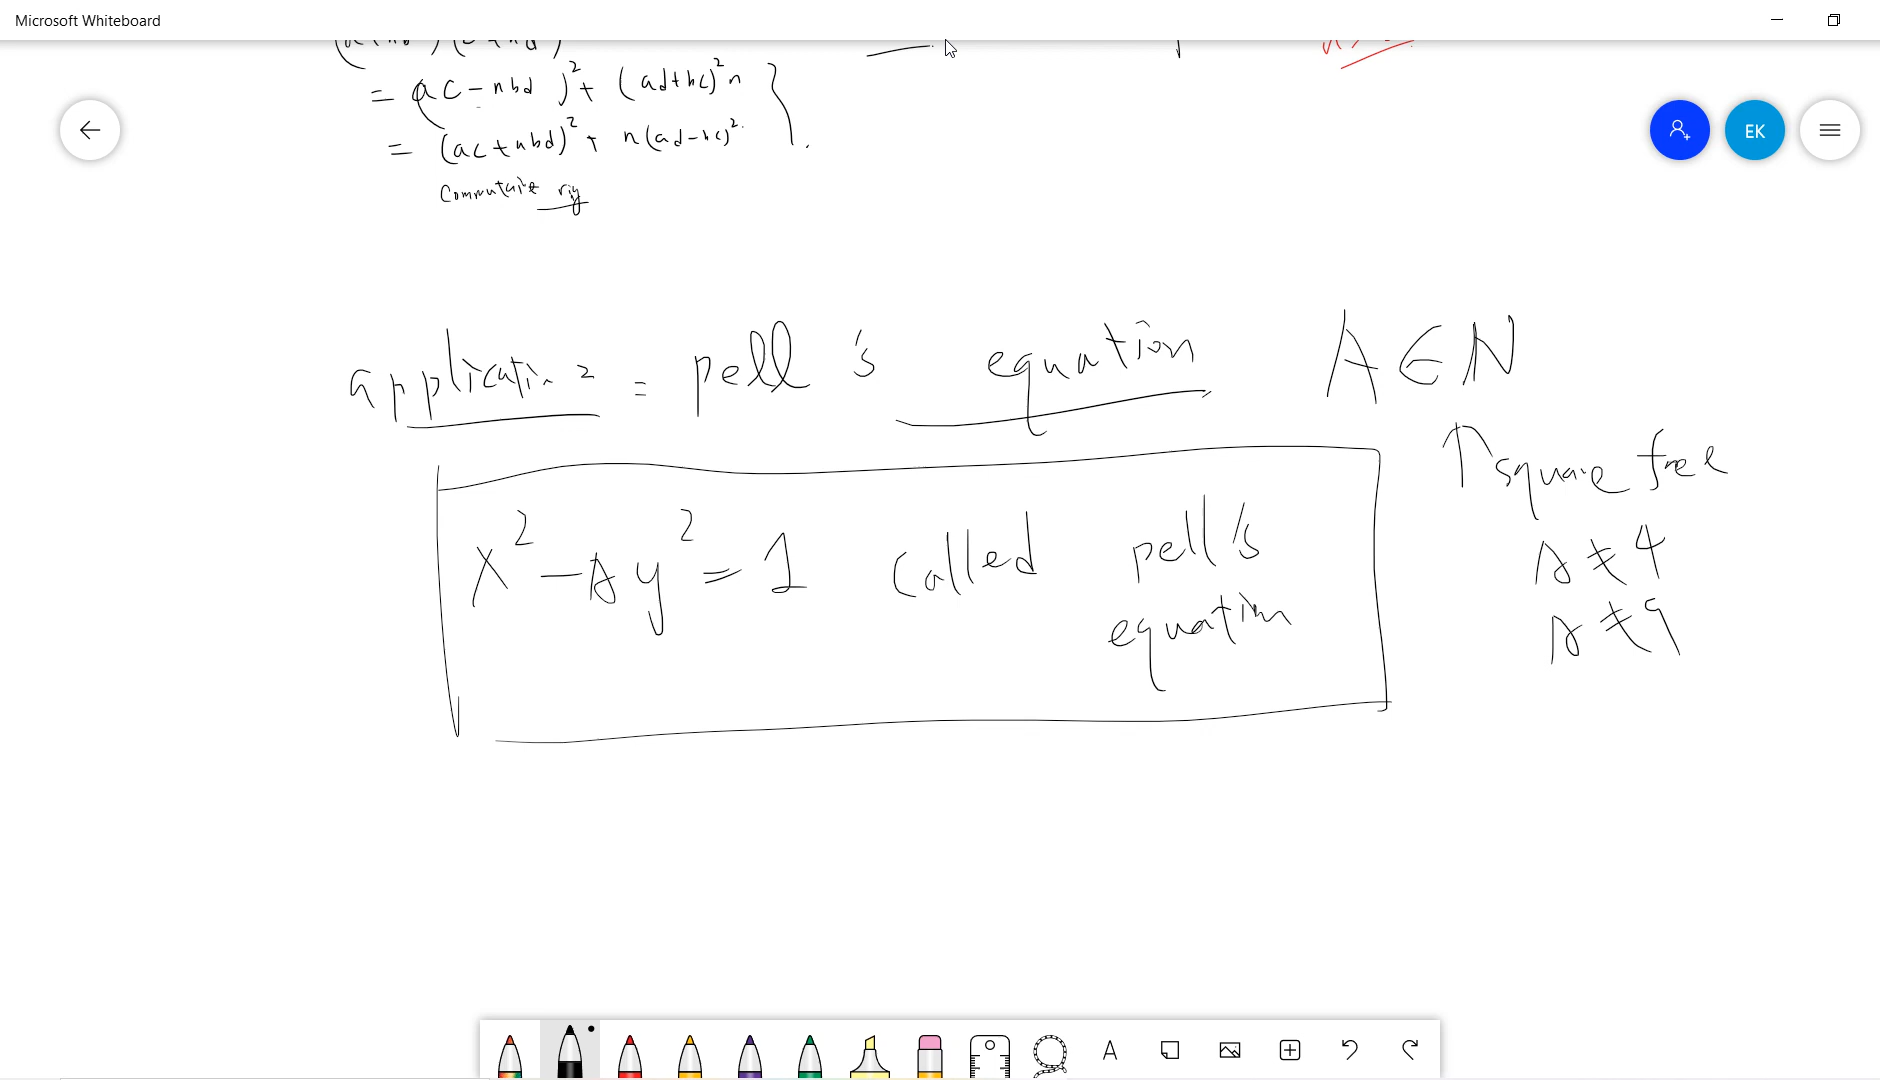 Microsoft Whiteboard
= (ac - nbd)² + (ad+bc)² n
= (ac + nbd)² + n(ad - bc)².
EK
application 2 = pell's equation A ∈ N
↑ square free
x² - Ay² = 1 called pell's
equation
A ≠ 4
A ≠ 9
A